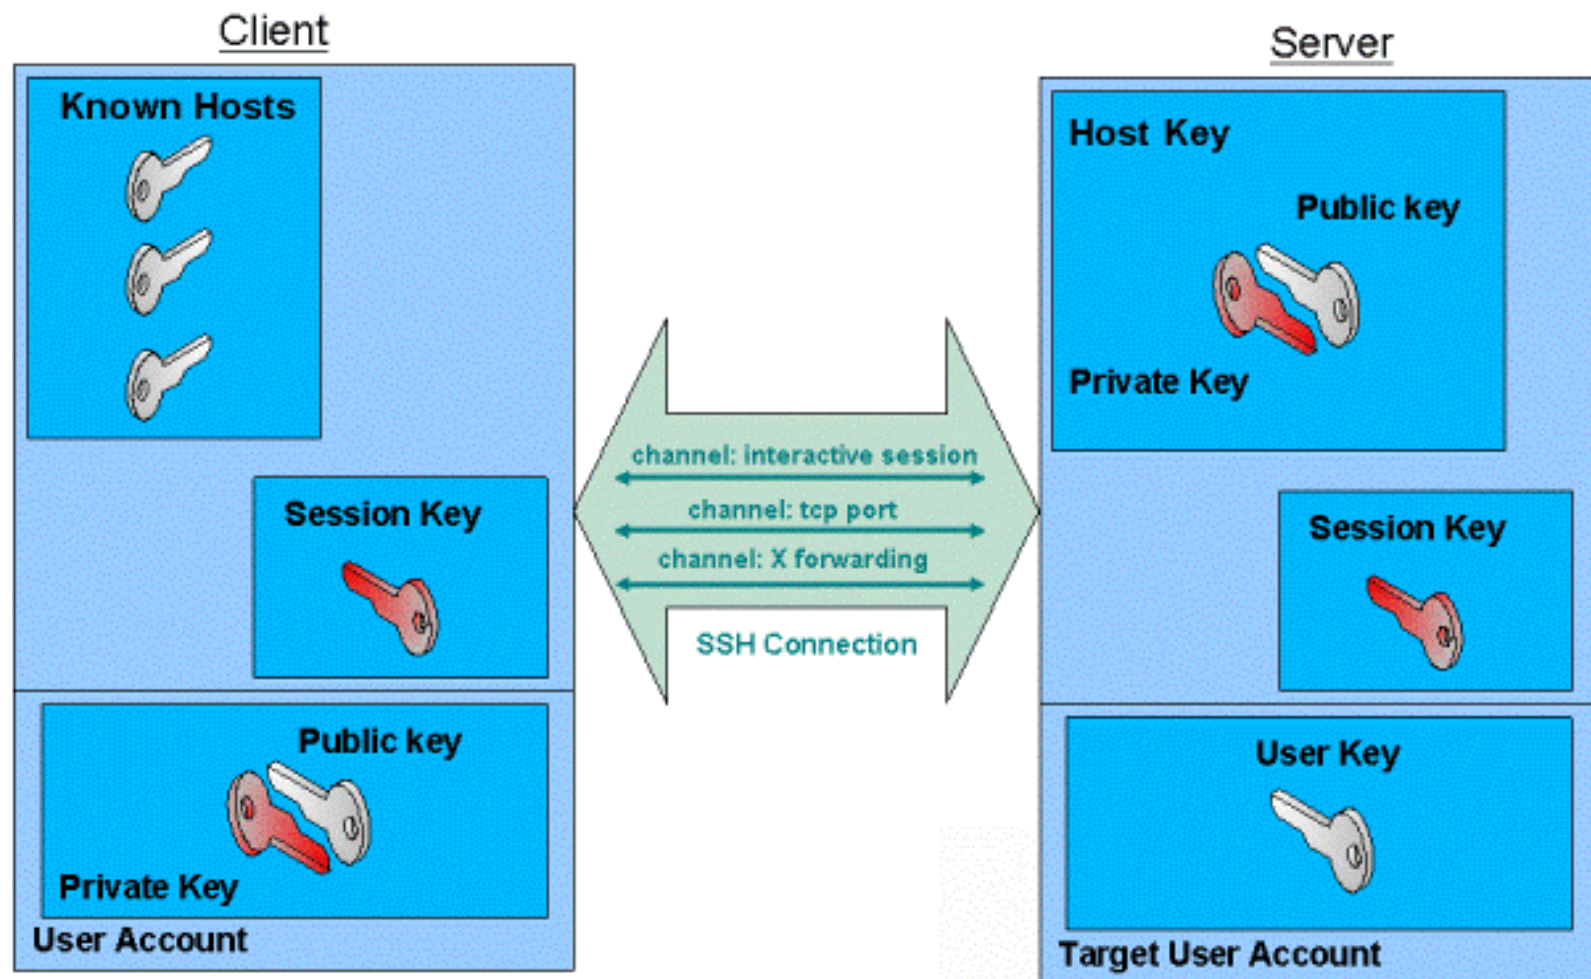 Client
Known Hosts
Session Key
Public key
Private Key
User Account
channel: interactive session
channel: tcp port
channel: X forwarding
SSH Connection
Server
Host Key
Public key
Private Key
Session Key
User Key
Target User Account